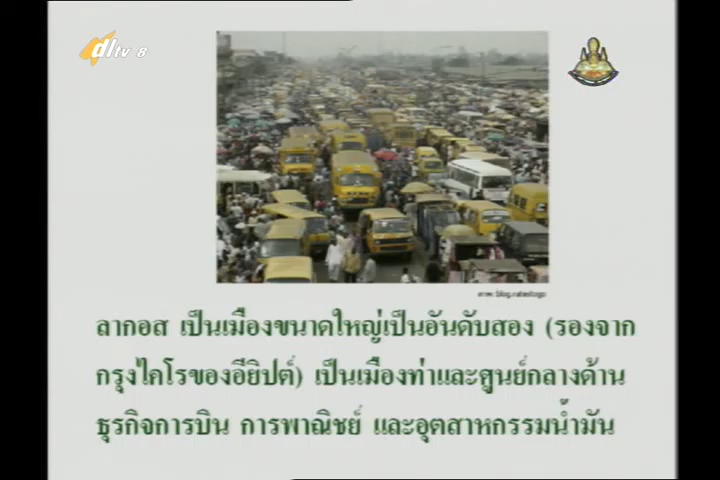 dltv 8
ภาพ: blog.ratestogo
ลากอส เป็นเมืองขนาดใหญ่เป็นอันดับสอง (รองจาก
กรุงไคโรของอียิปต์) เป็นเมืองท่าและศูนย์กลางด้าน
ธุรกิจการบิน การพาณิชย์ และอุตสาหกรรมน้ำมัน